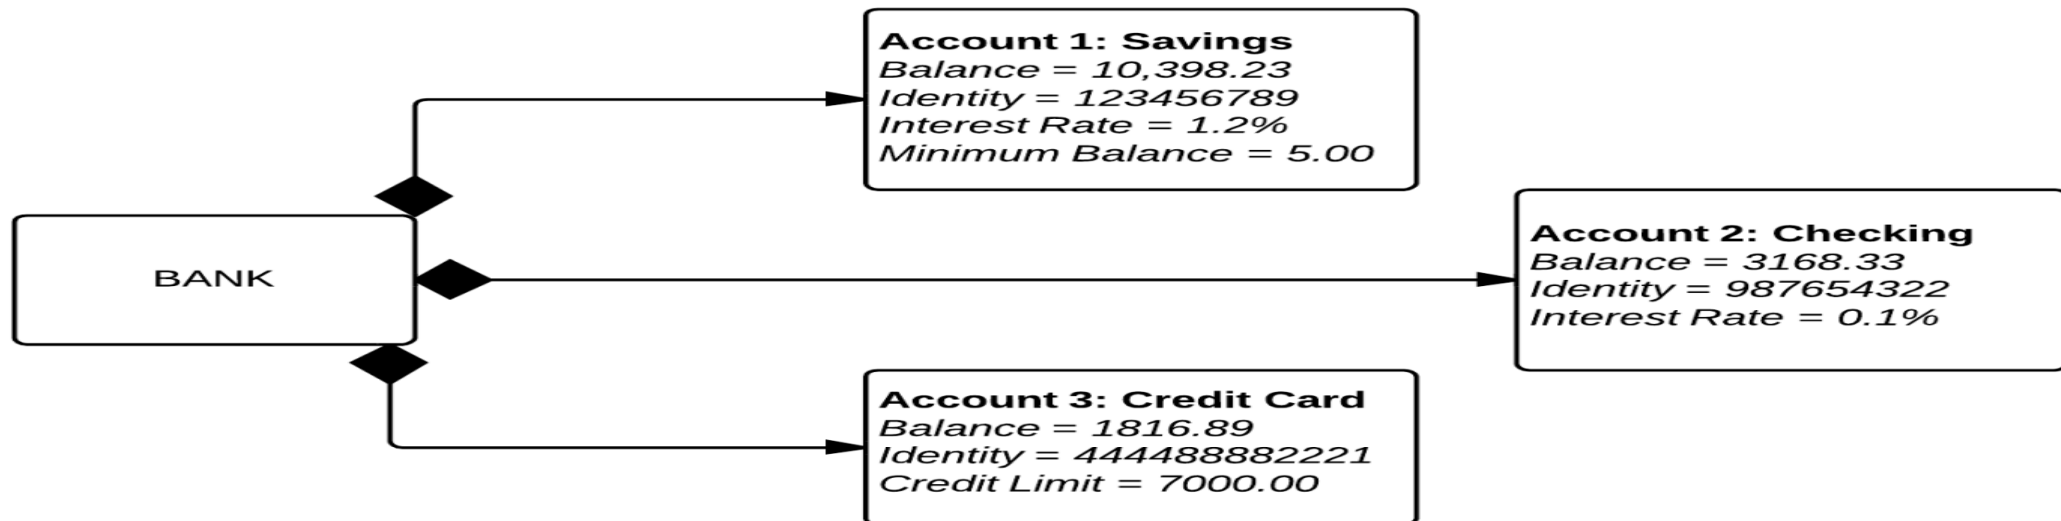 Account 1: Savings
Balance = 10,398.23
Identity = 123456789
Interest Rate = 1.2%
Minimum Balance = 5.00
BANK
Account 2: Checking
Balance = 3168.33
Identity = 987654322
Interest Rate = 0.1%
Account 3: Credit Card
Balance = 1816.89
Identity = 444488882221
Credit Limit = 7000.00